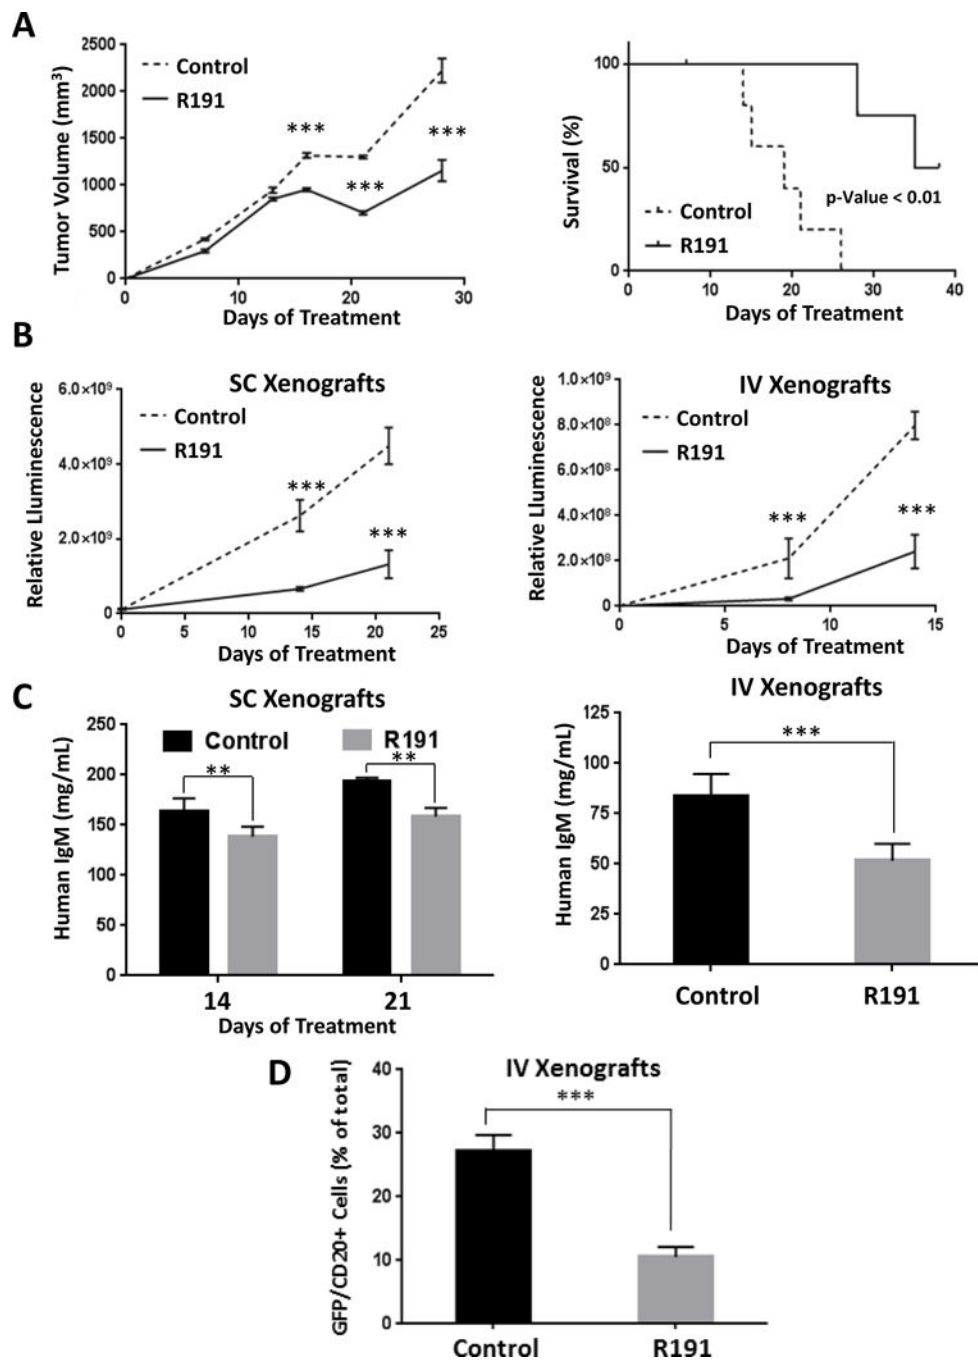 A
Tumor Volume (mm³)
2500
2000
1500
1000
500
0
Control
R191
***
***
***
0 10 20 30
Days of Treatment
Survival (%)
100
50
0
Control
R191
p-Value < 0.01
0 10 20 30 40
Days of Treatment
B
SC Xenografts
Relative Lluminescence
6.0×10⁹
4.0×10⁹
2.0×10⁹
0
Control
R191
***
***
0 5 10 15 20 25
Days of Treatment
IV Xenografts
Relative Lluminescence
1.0×10⁹
8.0×10⁸
6.0×10⁸
4.0×10⁸
2.0×10⁸
0
Control
R191
***
***
0 5 10 15
Days of Treatment
C
SC Xenografts
Human IgM (mg/mL)
250
200
150
100
50
0
Control R191
** **
14 21
Days of Treatment
IV Xenografts
Human IgM (mg/mL)
125
100
75
50
25
0
***
Control R191
D
IV Xenografts
GFP/CD20+ Cells (% of total)
40
30
20
10
0
***
Control R191